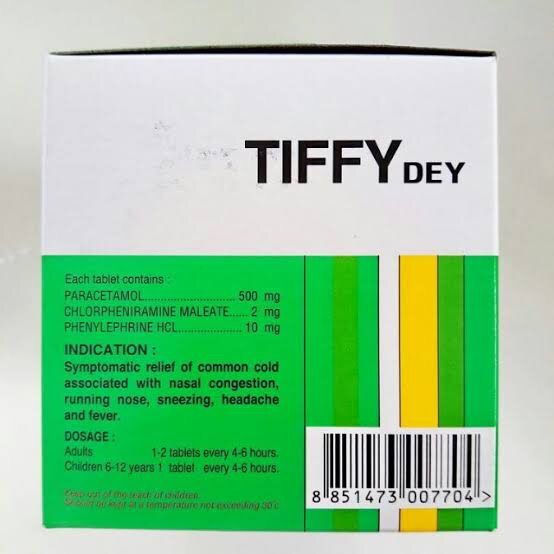 TIFFY DEY
Each tablet contains :
PARACETAMOL............................ 500 mg
CHLORPHENIRAMINE MALEATE...... 2 mg
PHENYLEPHRINE HCL.................... 10 mg
INDICATION :
Symptomatic relief of common cold
associated with nasal congestion,
running nose, sneezing, headache
and fever.
DOSAGE :
Adults 1-2 tablets every 4-6 hours.
Children 6-12 years 1 tablet every 4-6 hours.
Keep out of the reach of children.
Should be kept at a temperature not exceeding 30°c
8 851473 007704 >